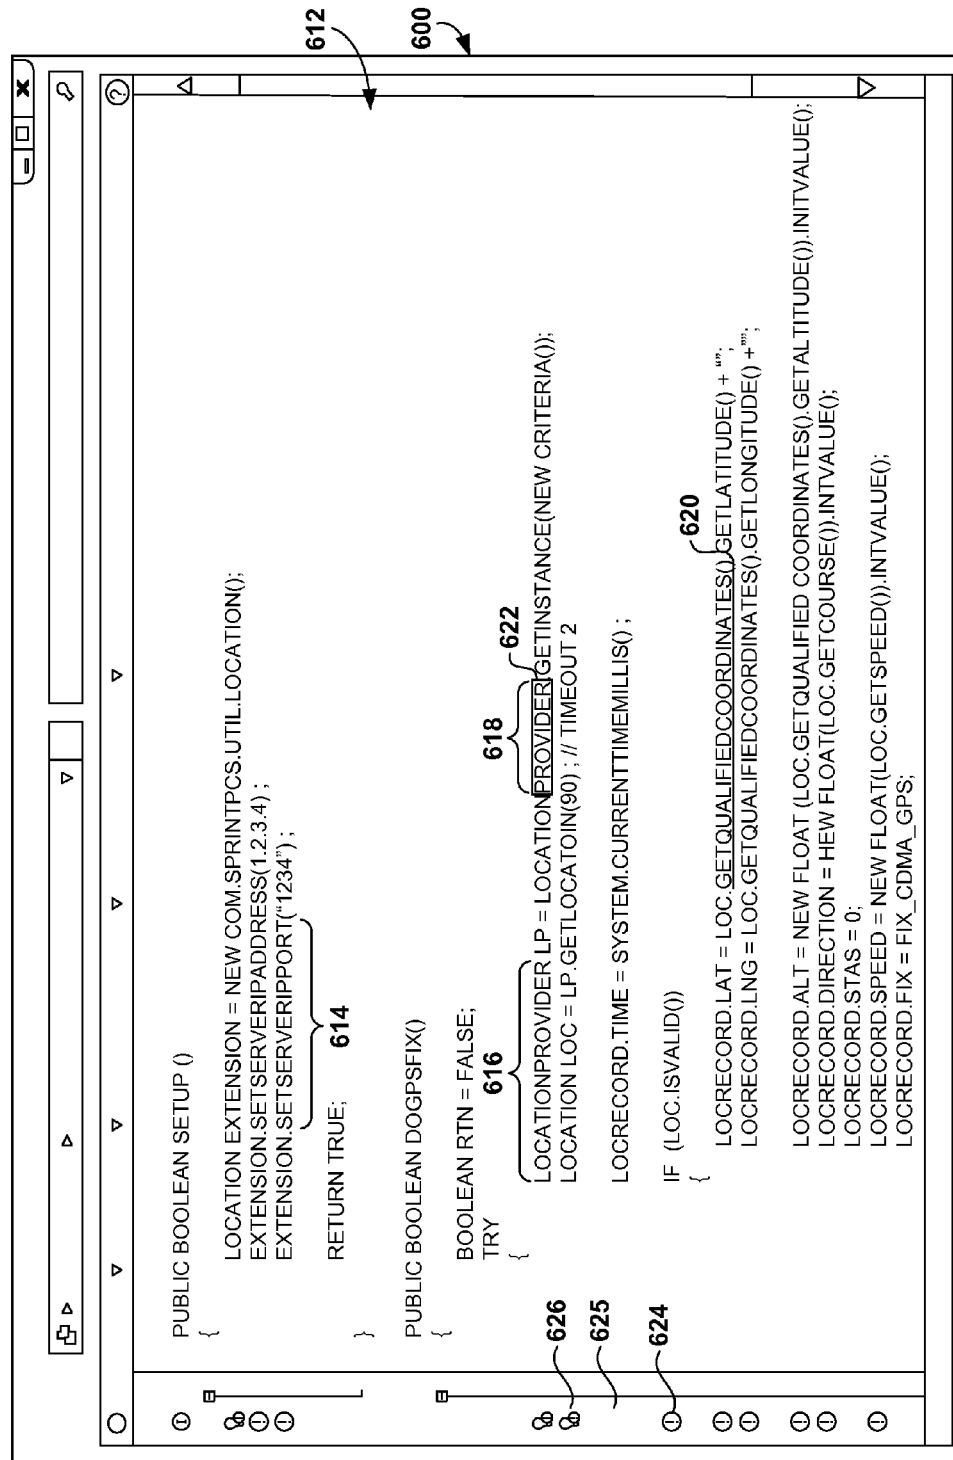 600
612
PUBLIC BOOLEAN SETUP ()
{
LOCATION EXTENSION = NEW COM.SPRINTPCS.UTIL.LOCATION();
EXTENSION.SETSERVERIPADDRESS(1.2.3.4) ;
EXTENSION.SETSERVERIPPORT(“1234”) ;
614
RETURN TRUE;
}
PUBLIC BOOLEAN DOGPSFIX()
{
BOOLEAN RTN = FALSE;
TRY
616
618
622
{
LOCATIONPROVIDER LP = LOCATIONPROVIDER.GETINSTANCE(NEW CRITERIA());
LOCATION LOC = LP.GETLOCATOIN(90) ; // TIMEOUT 2
626
625
LOCRECORD.TIME = SYSTEM.CURRENTTIMEMILLIS() ;
624
IF (LOC.ISVALID())
{
620
LOCRECORD.LAT = LOC.GETQUALIFIEDCOORDINATES().GETLATITUDE() + “”;
LOCRECORD.LNG = LOC.GETQUALIFIEDCOORDINATES().GETLONGITUDE() +””;
LOCRECORD.ALT = NEW FLOAT (LOC.GETQUALIFIED COORDINATES().GETALTITUDE()).INITVALUE();
LOCRECORD.DIRECTION = HEW FLOAT(LOC.GETCOURSE()).INTVALUE();
LOCRECORD.STAS = 0;
LOCRECORD.SPEED = NEW FLOAT(LOC.GETSPEED()).INTVALUE();
LOCRECORD.FIX = FIX_CDMA_GPS;